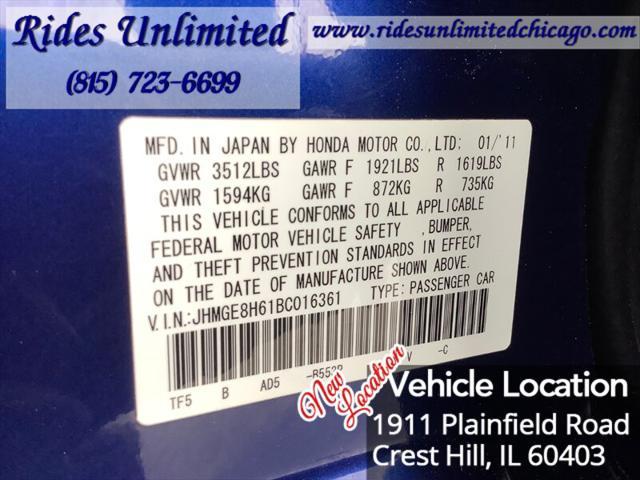 Rides Unlimited
(815) 723-6699
www.ridesunlimitedchicago.com
MFD. IN JAPAN BY HONDA MOTOR CO.,LTD; 01/'11
GVWR 3512LBS GAWR F 1921LBS R 1619LBS
GVWR 1594KG GAWR F 872KG R 735KG
THIS VEHICLE CONFORMS TO ALL APPLICABLE
FEDERAL MOTOR VEHICLE SAFETY ,BUMPER,
AND THEFT PREVENTION STANDARDS IN EFFECT
ON THE DATE OF MANUFACTURE SHOWN ABOVE.
V.I.N.:JHMGE8H61BC016361 TYPE: PASSENGER CAR
TF5 B AD5 V -C
New
Location
Vehicle Location
1911 Plainfield Road
Crest Hill, IL 60403